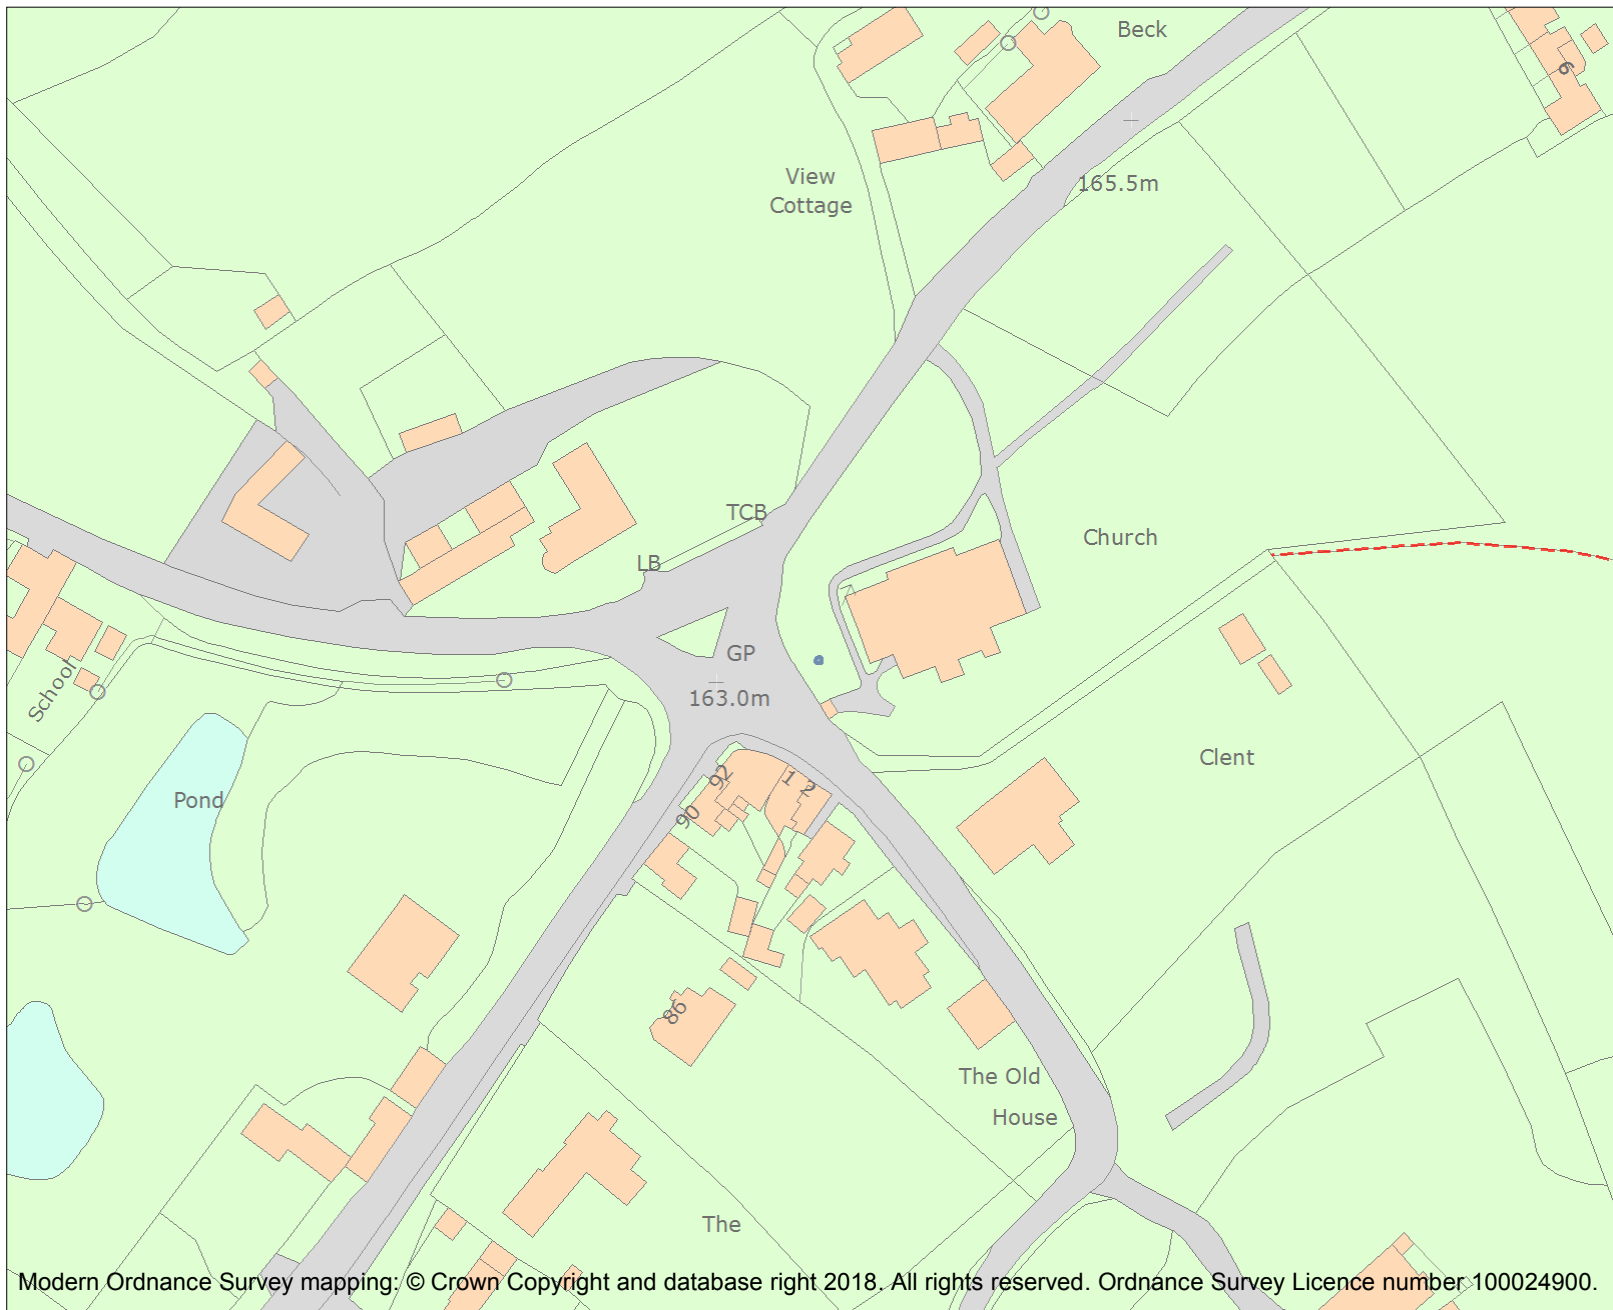 Beck
6
View
Cottage
165.5m
TCB
Church
LB
GP
School
163.0m
Clent
92
1 2
Pond
90
86
The Old
House
The
Modern Ordnance Survey mapping: © Crown Copyright and database right 2018. All rights reserved. Ordnance Survey Licence number 100024900.